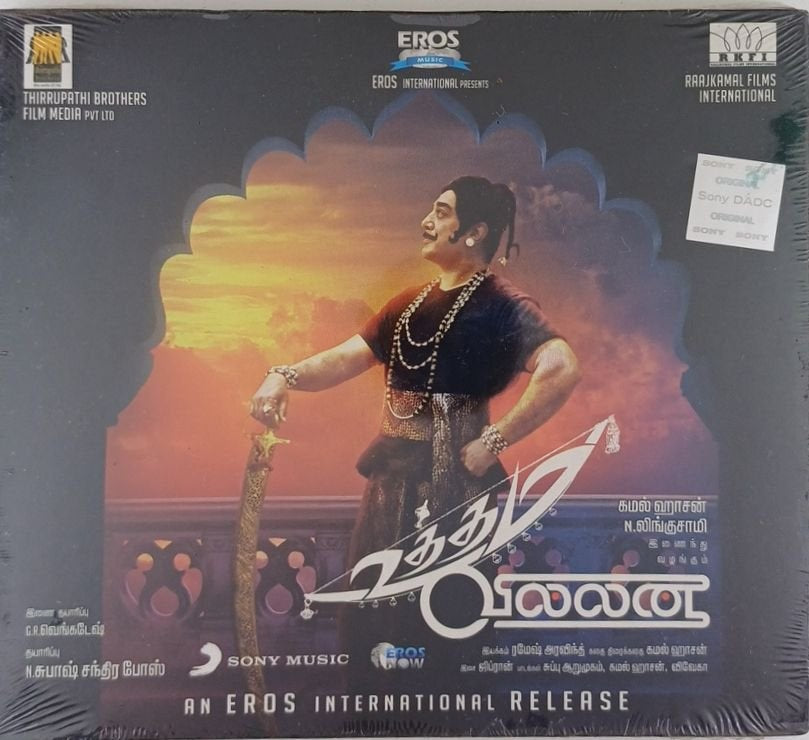 EROS
MUSIC
EROS INTERNATIONAL PRESENTS
THIRRUPATHI BROTHERS
FILM MEDIA PVT LTD
RKFI
RAAJKAMAL FILMS
INTERNATIONAL
SONY SONY
ORIGINAL
Sony DADC
ORIGINAL
SONY SONY
உத்தம
வில்லன்
கமல் ஹாசன்
N.லிங்குசாமி
இணைந்து
வழங்கும்
இணை தயாரிப்பு
G.R.வெங்கடேஷ்
தயாரிப்பு
N.சுபாஷ் சந்திர போஸ்
SONY MUSIC
EROS
NOW
இயக்கம் ரமேஷ் அரவிந்த் கதை திரைக்கதை கமல் ஹாசன்
இசை ஜிப்ரான் பாடல்கள் சுப்பு ஆறுமுகம், கமல் ஹாசன், விவேகா
AN EROS INTERNATIONAL RELEASE